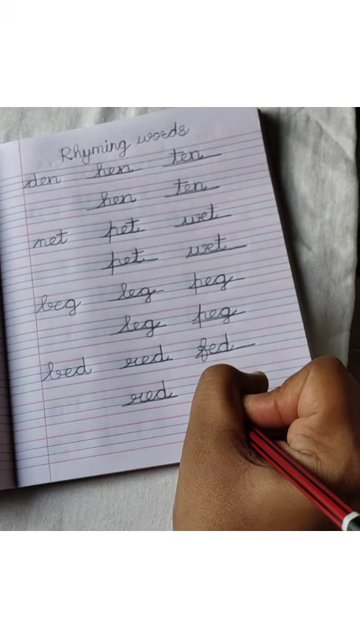 Rhyming words
den hen ten
hen ten
net pet wet
pet wet
beg leg peg
leg peg
bed red fed
red